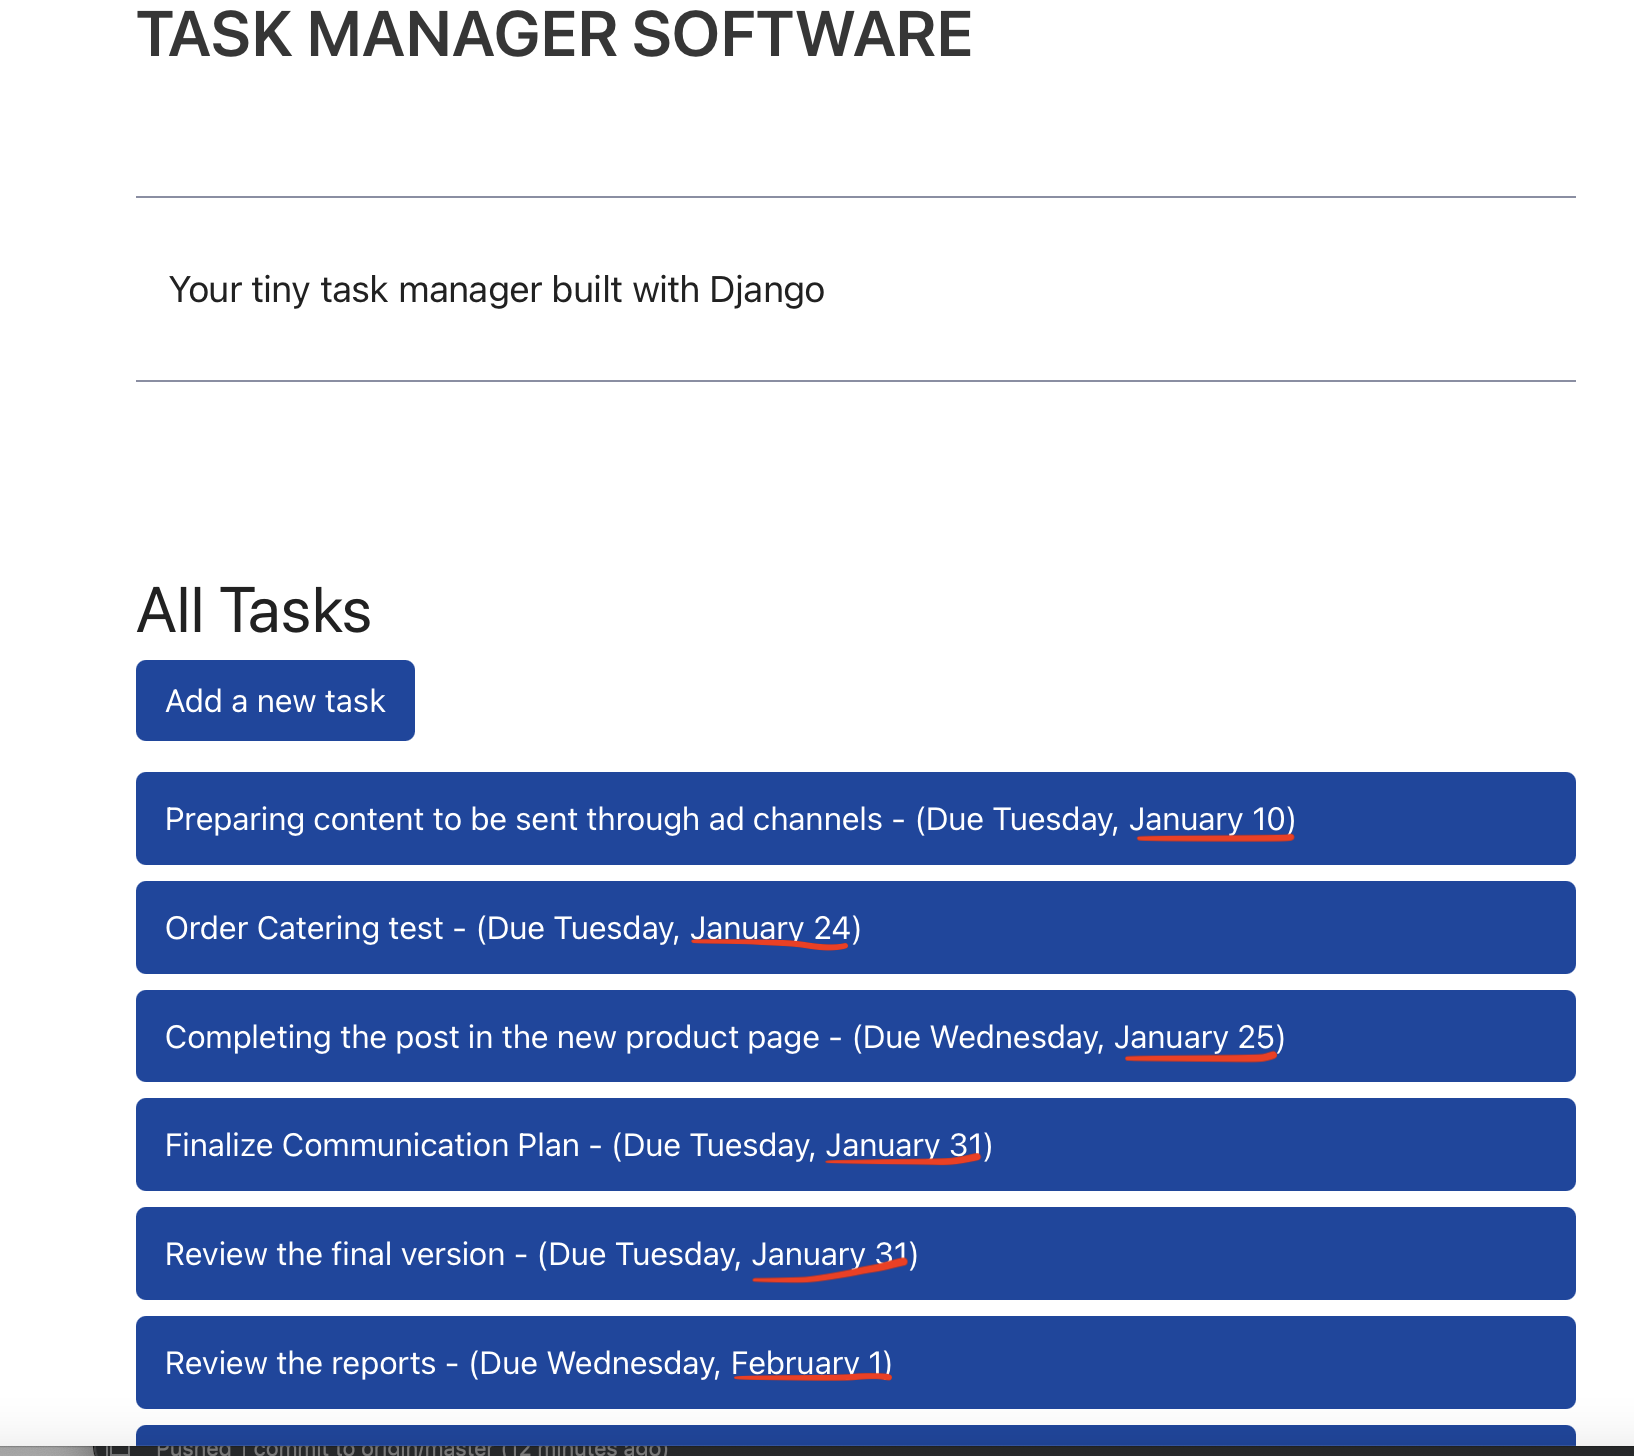 TASK MANAGER SOFTWARE
Your tiny task manager built with Django
All Tasks
Add a new task
Preparing content to be sent through ad channels - (Due Tuesday, January 10)
Order Catering test - (Due Tuesday, January 24)
Completing the post in the new product page - (Due Wednesday, January 25)
Finalize Communication Plan - (Due Tuesday, January 31)
Review the final version - (Due Tuesday, January 31)
Review the reports - (Due Wednesday, February 1)
Pushed 1 commit to origin/master (12 minutes ago)